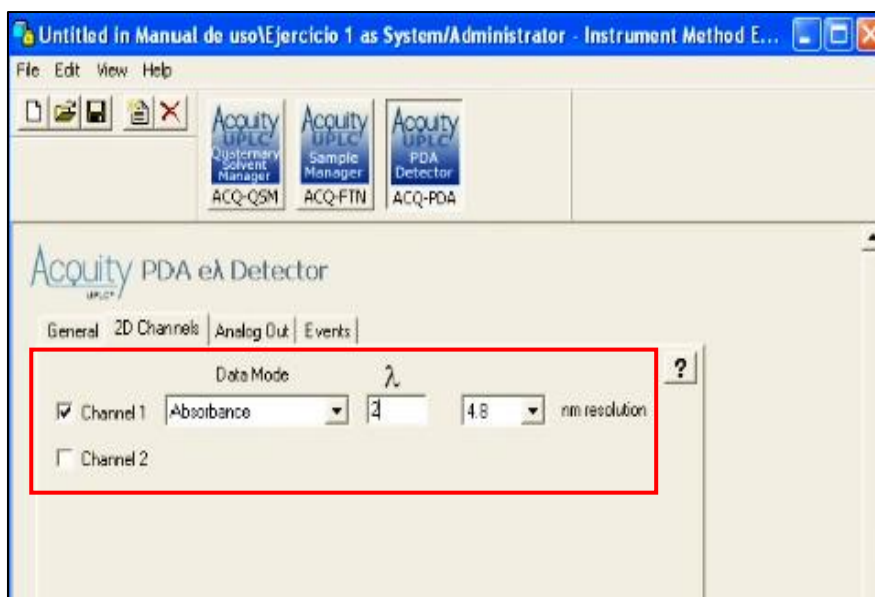 Untitled in Manual de uso\Ejercicio 1 as System/Administrator - Instrument Method E...
File Edit View Help
Acquity UPLC Quaternary Solvent Manager
ACQ-QSM
Acquity UPLC Sample Manager
ACQ-FTN
Acquity UPLC PDA Detector
ACQ-PDA
Acquity UPLC® PDA eλ Detector
General 2D Channels Analog Out Events
?
Data Mode λ
Channel 1 Absorbance 2 4.8 nm resolution
Channel 2